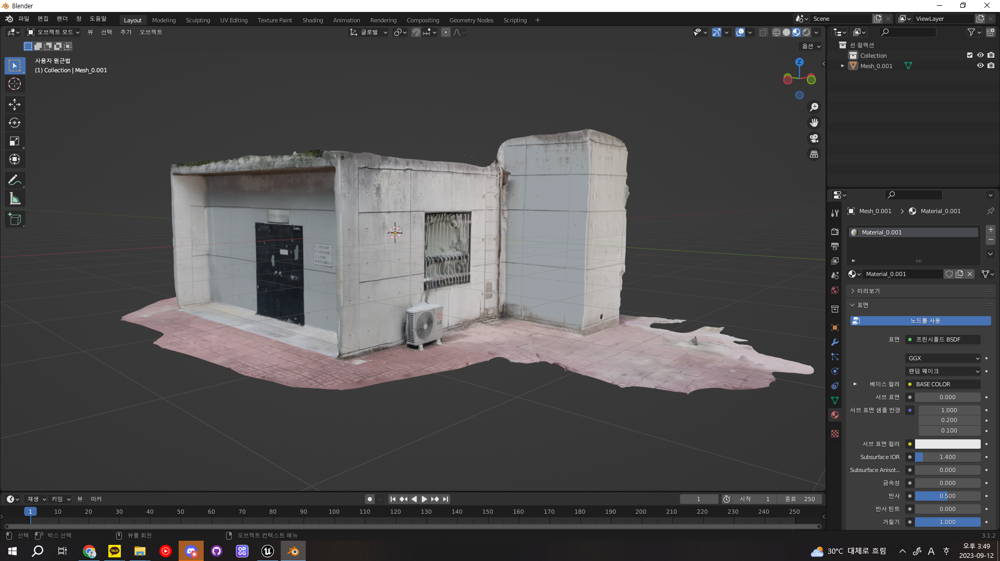 Blender
파일 편집 렌더 창 도움말 Layout Modeling Sculpting UV Editing Texture Paint Shading Animation Rendering Compositing Geometry Nodes Scripting + Scene ViewLayer
오브젝트 모드 뷰 선택 추가 오브젝트 글로벌
옵션
사용자 원근법
(1) Collection | Mesh_0.001
Z
LG
씬 컬렉션
Collection
Mesh_0.001
Mesh_0.001 > Material_0.001
Material_0.001
Material_0.001
미리보기
표면
노드를 사용
표면 프린시플드 BSDF
GGX
랜덤 워이크
베이스 컬러 BASE COLOR
서브 표면 0.000
서브 표면 샘플 반경 1.000
0.200
0.100
서브 표면 컬러
Subsurface IOR 1.400
Subsurface Anisot... 0.000
금속성 0.000
반사 0.500
반사 틴트 0.000
거칠기 1.000
재생 키잉 뷰 마커 1 시작 1 종료 250
1 10 20 30 40 50 60 70 80 90 100 110 120 130 140 150 160 170 180 190 200 210 220 230 240 250
선택 박스 선택 뷰를 회전 오브젝트 컨텍스트 메뉴 3.1.2
TALK OP.GG 30°C 대체로 흐림 A 오후 3:49
2023-09-12